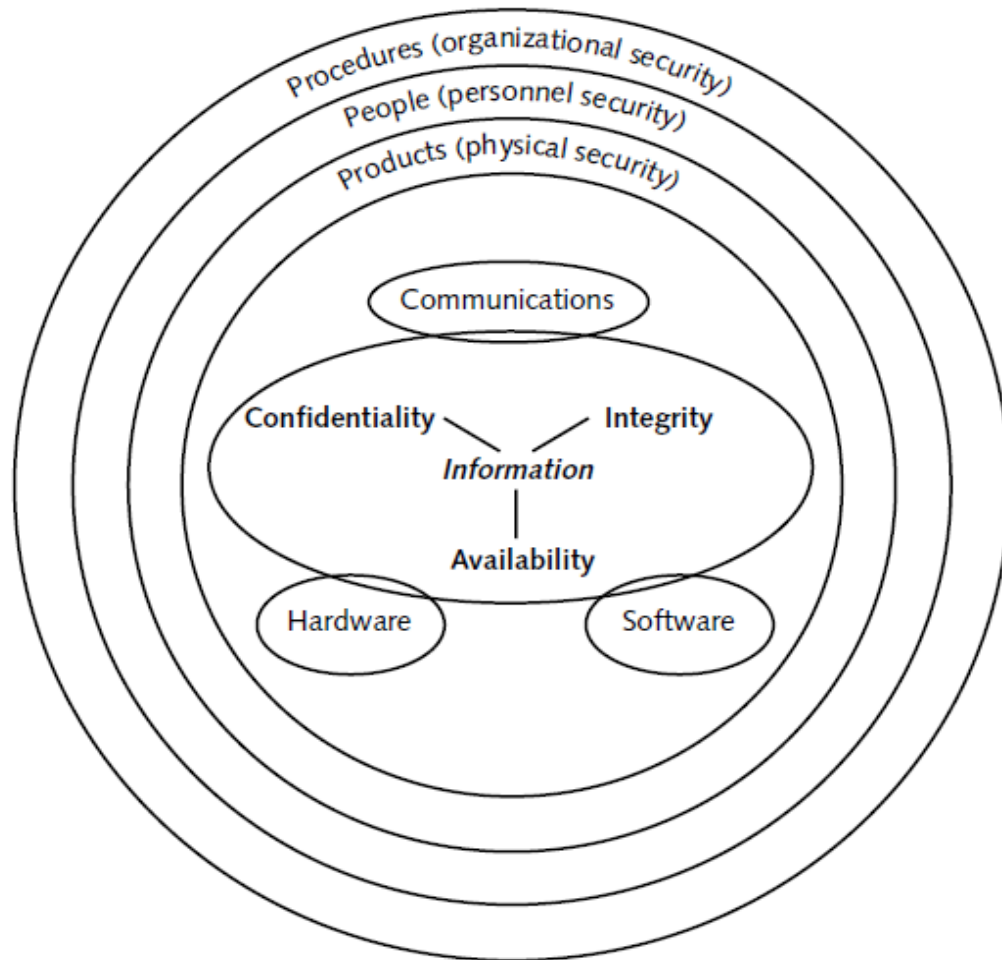 Procedures (organizational security)
People (personnel security)
Products (physical security)
Communications
Confidentiality
Integrity
Information
Availability
Hardware
Software